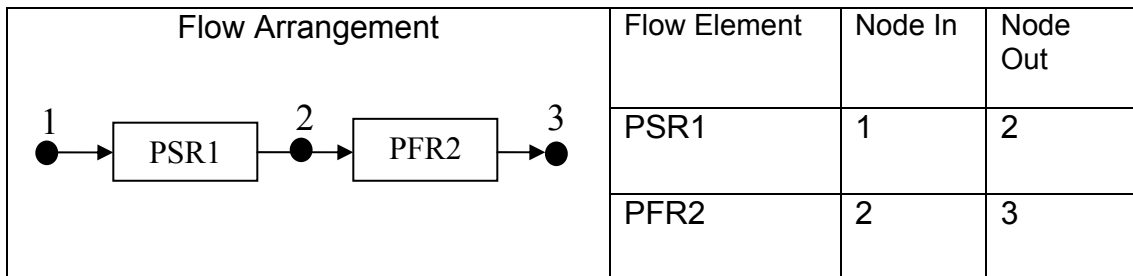 Flow Arrangement
1
2
3
PSR1
PFR2
Flow Element
Node In
Node
Out
PSR1
1
2
PFR2
2
3